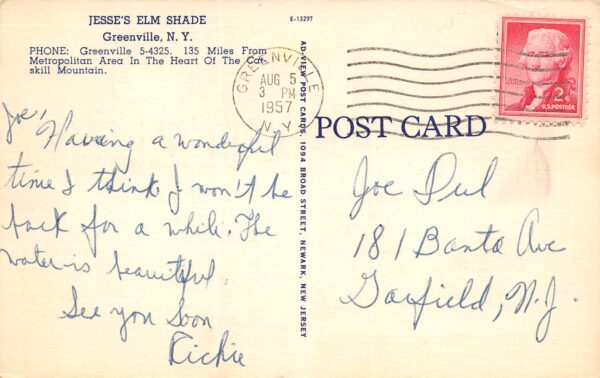 JESSE'S ELM SHADE
Greenville, N. Y.
PHONE: Greenville 5-4325. 135 Miles From
Metropolitan Area In The Heart Of The Cat-
skill Mountain.
E-13297
GREENVILLE
AUG 5
3 PM
1957
N.Y.
2¢
U.S. POSTAGE
POST CARD
AD-VIEW POST CARDS, 1094 BROAD STREET, NEWARK, NEW JERSEY
Joe,
Having a wonderful
time I think I won't be
back for a while. The
water is beautiful.
See you soon
Richie
Joe
181 Banta Ave
Garfield, N.J.